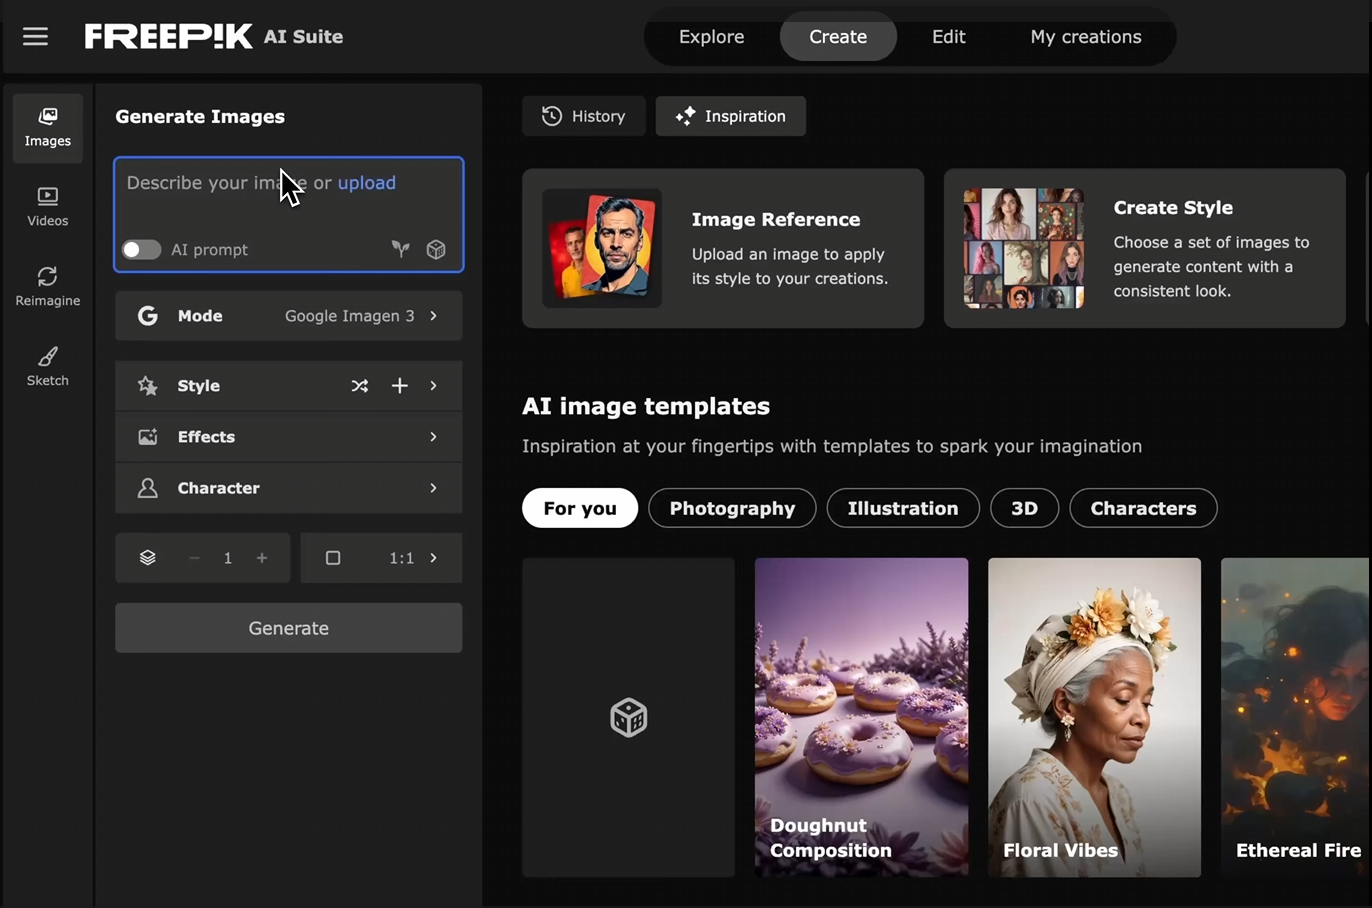 FREEP!K AI Suite
Explore
Create
Edit
My creations
Images
Videos
Reimagine
Sketch
Generate Images
Describe your image or upload
AI prompt
Mode
Google Imagen 3
Style
Effects
Character
1
1:1
Generate
History
Inspiration
Image Reference
Upload an image to apply
its style to your creations.
Create Style
Choose a set of images to
generate content with a
consistent look.
AI image templates
Inspiration at your fingertips with templates to spark your imagination
For you
Photography
Illustration
3D
Characters
Doughnut
Composition
Floral Vibes
Ethereal Fire